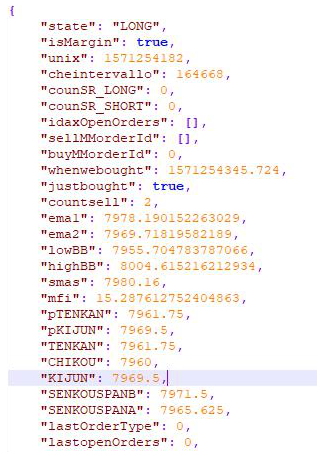 {
"state": "LONG",
"isMargin": true,
"unix": 1571254182,
"cheintervallo": 164668,
"counSR_LONG": 0,
"counSR_SHORT": 0,
"idaxOpenOrders": [],
"sellMMorderId": [],
"buyMMorderId": 0,
"whenwebought": 1571254345.724,
"justbought": true,
"countsell": 2,
"ema1": 7978.190152263029,
"ema2": 7969.71819582189,
"lowBB": 7955.704783787066,
"highBB": 8004.615216212934,
"smas": 7980.16,
"mfi": 15.287612752404863,
"pTENKAN": 7961.75,
"pKIJUN": 7969.5,
"TENKAN": 7961.75,
"CHIKOU": 7960,
"KIJUN": 7969.5,
"SENKOUSPANB": 7971.5,
"SENKOUSPANA": 7965.625,
"lastOrderType": 0,
"lastopenOrders": 0,